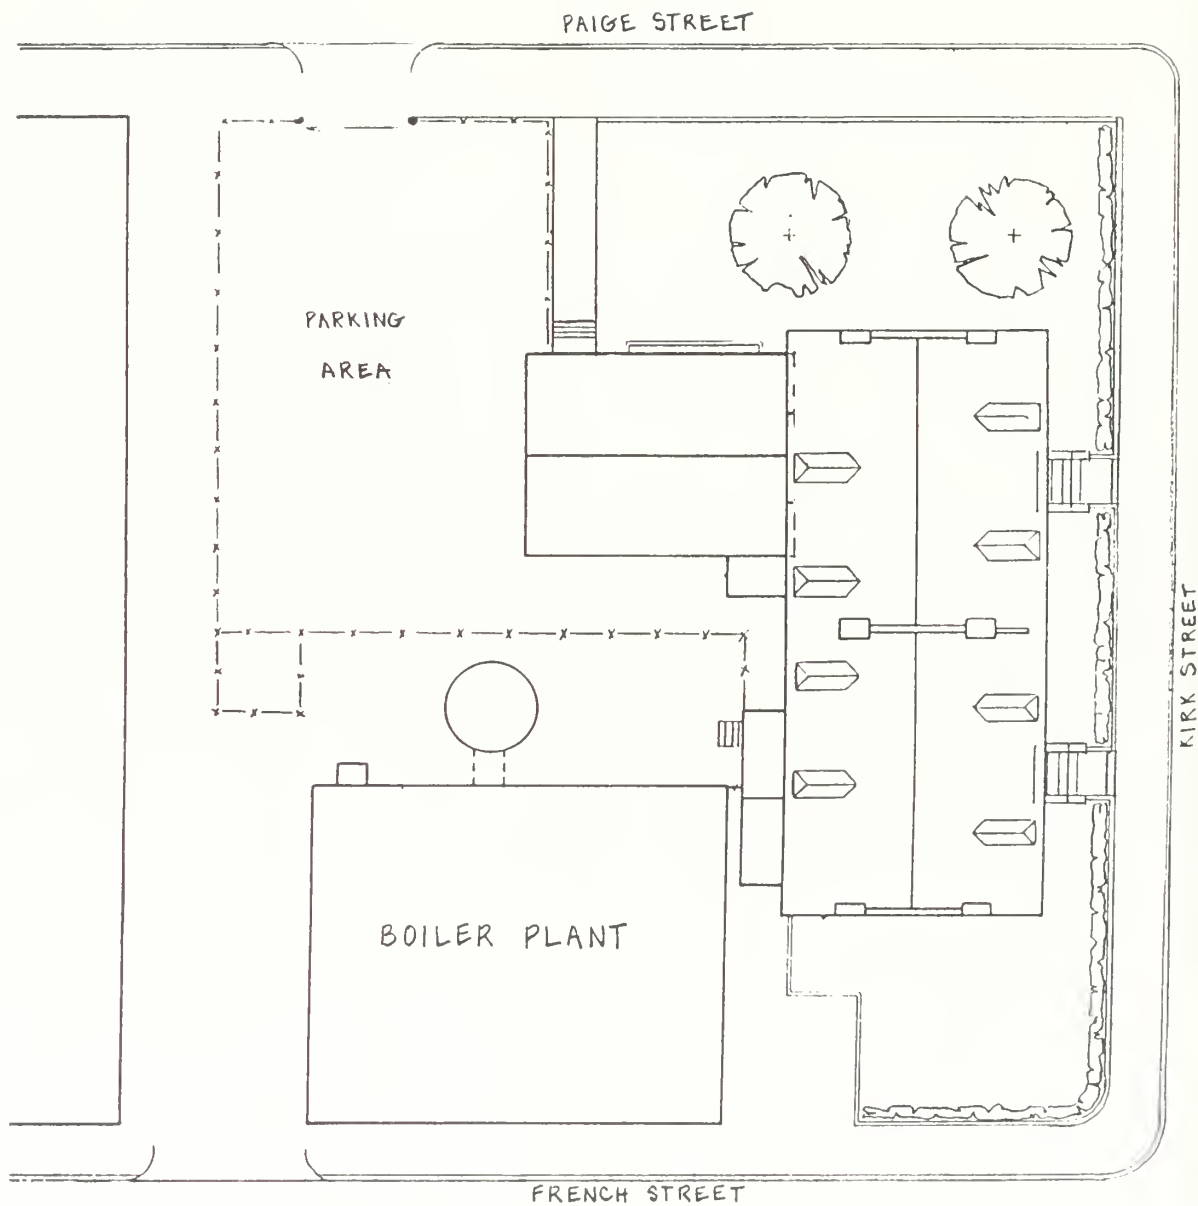 PAIGE STREET
PARKING
AREA
KIRK STREET
BOILER PLANT
FRENCH STREET